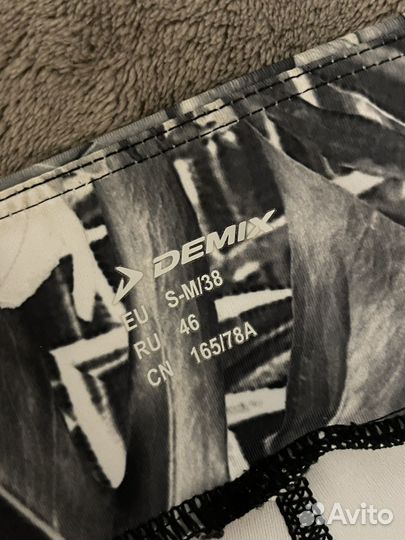 DEMIX
EU S-M/38
RU 46
CN 165/78A
Avito